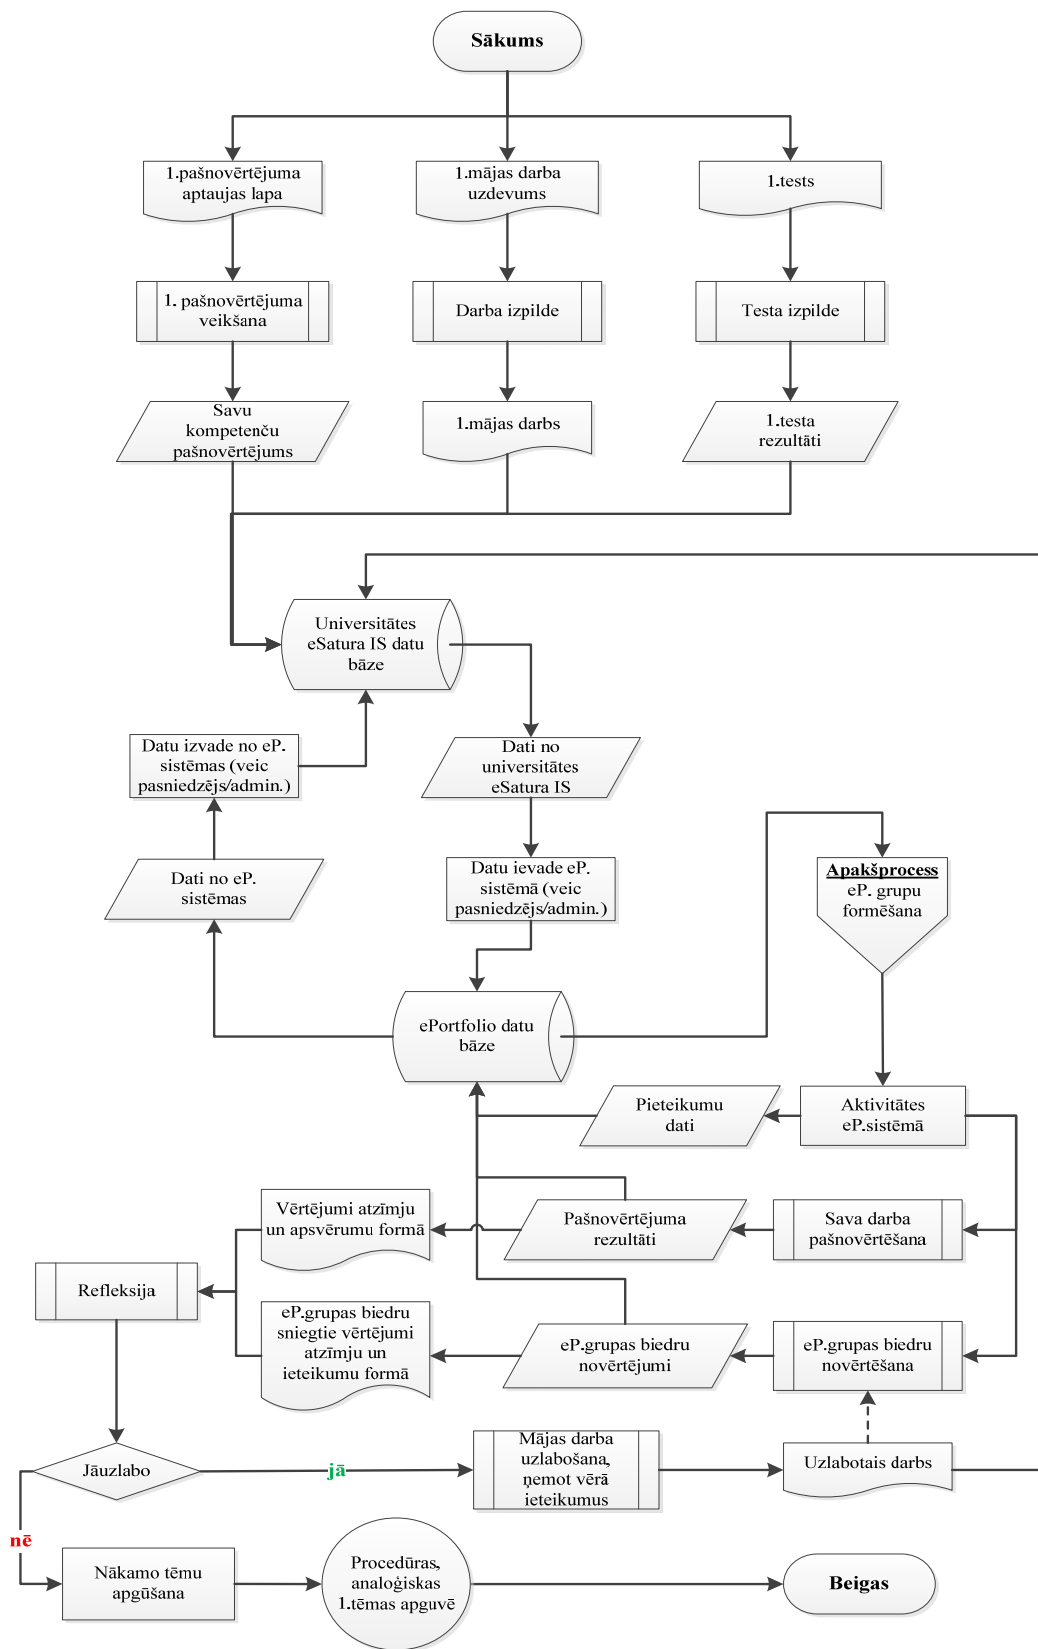 Sākums
1.pašnovērtējuma
aptaujas lapa
1.mājas darba
uzdevums
1.tests
1. pašnovērtējuma
veikšana
Darba izpilde
Testa izpilde
Savu
kompetenču
pašnovērtējums
1.mājas darbs
1.testa
rezultāti
Universitātes
eSatura IS datu
bāze
Datu izvade no eP.
sistēmas (veic
pasniedzējs/admin.)
Dati no
universitātes
eSatura IS
Dati no eP.
sistēmas
Datu ievade eP.
sistēmā (veic
pasniedzējs/admin.)
Apakšprocess
eP. grupu
formēšana
ePortfolio datu
bāze
Pieteikumu
dati
Aktivitātes
eP.sistēmā
Vērtējumi atzīmju
un apsvērumu formā
Pašnovērtējuma
rezultāti
Sava darba
pašnovērtēšana
Refleksija
eP.grupas biedru
sniegtie vērtējumi
atzīmju un
ieteikumu formā
eP.grupas biedru
novērtējumi
eP.grupas biedru
novērtēšana
Jāuzlabo
jā
Mājas darba
uzlabošana,
ņemot vērā
ieteikumus
Uzlabotais darbs
nē
Nākamo tēmu
apgūšana
Procedūras,
analoģiskas
1.tēmas apguvē
Beigas